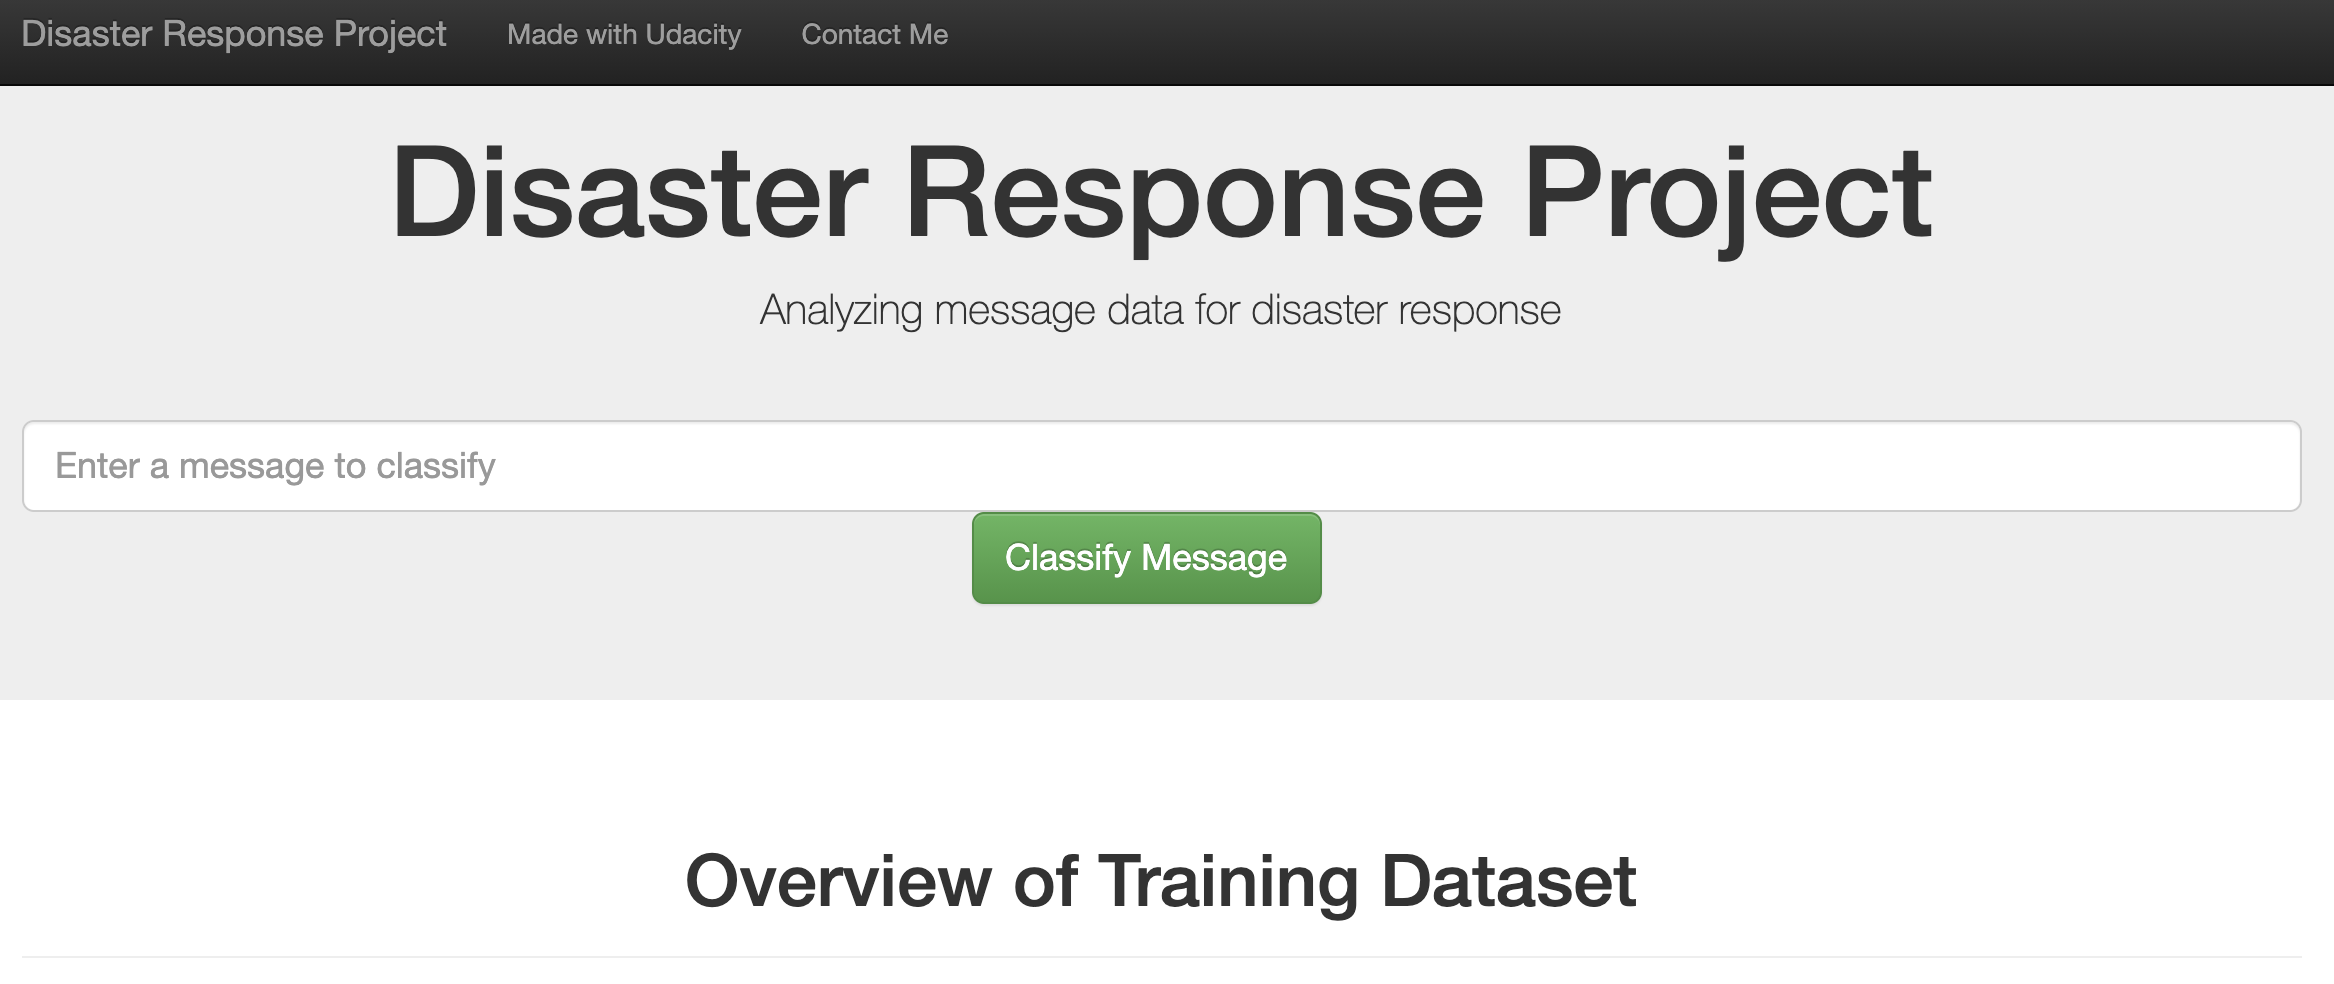 Disaster Response Project Made with Udacity Contact Me
Disaster Response Project
Analyzing message data for disaster response
Enter a message to classify
Classify Message
Overview of Training Dataset